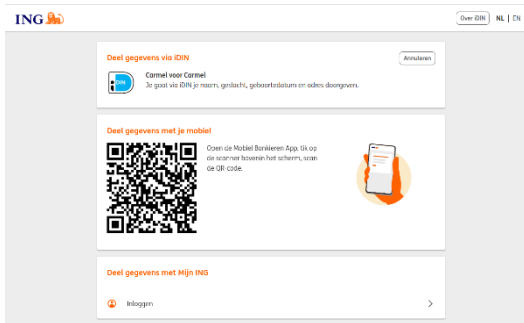 ING
Over iDIN
NL | EN
Deel gegevens via iDIN
Annuleren
iDIN
Carmel voor Carmel
Je gaat via iDIN je naam, geslacht, geboortedatum en adres doorgeven.
Deel gegevens met je mobiel
Open de Mobiel Bankieren App, tik op
de scanner bovenin het scherm, scan
de QR-code.
Deel gegevens met Mijn ING
Inloggen